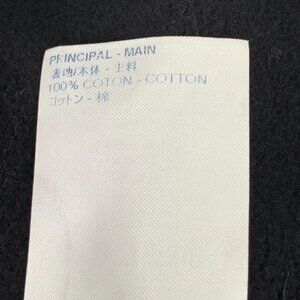 PRINCIPAL - MAIN
表地/本体 - 主料
100% COTON - COTTON
コットン - 棉